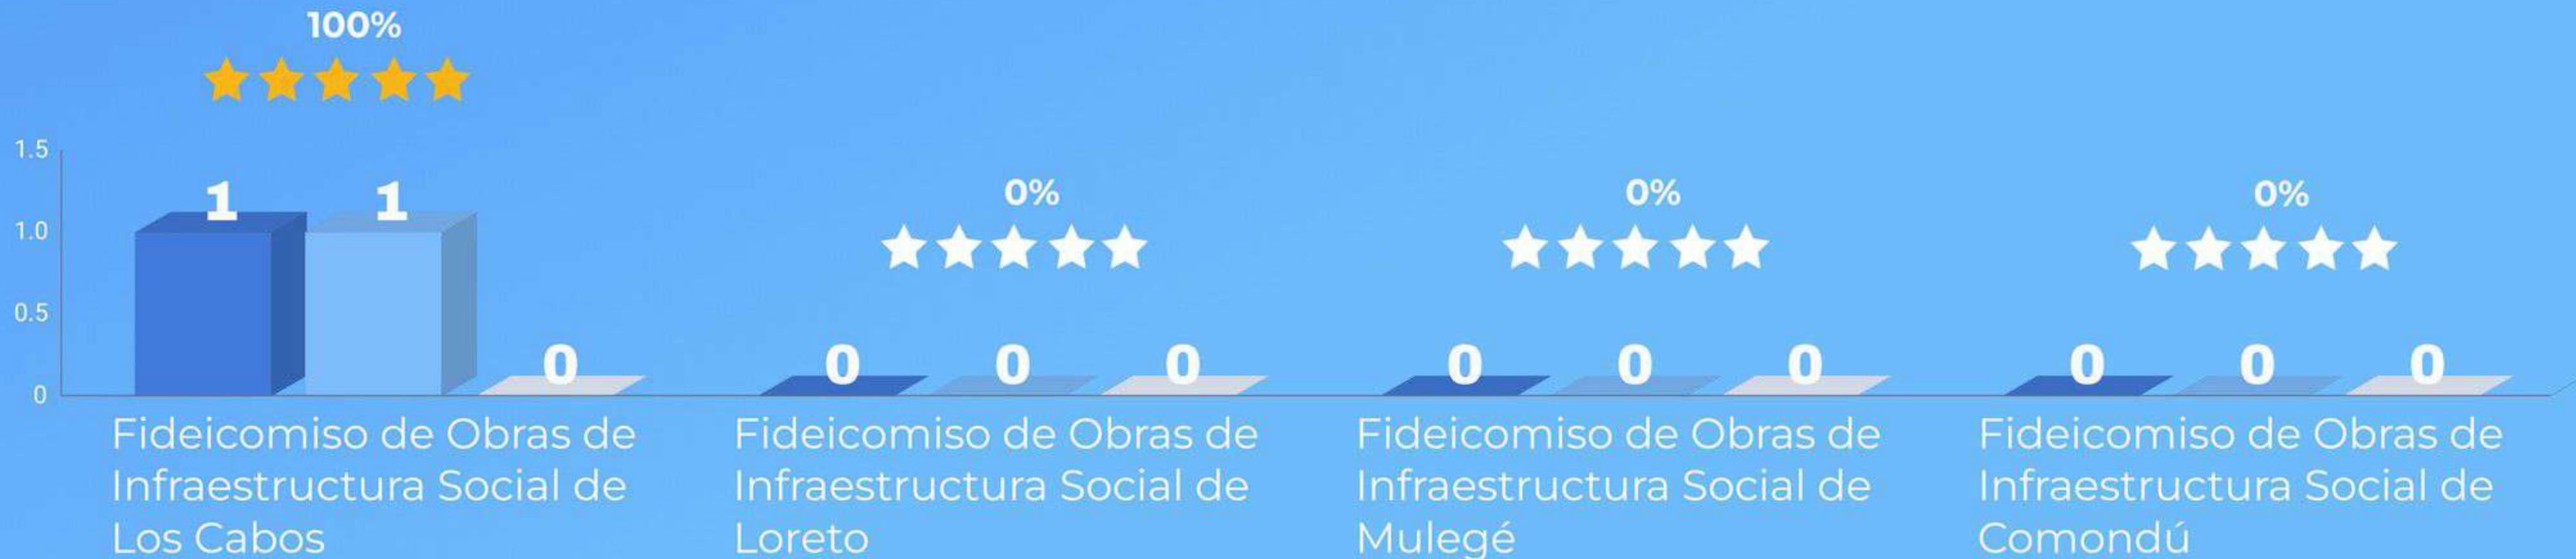 100%
1.5
1.0
0.5
0
1
1
0
0%
0
0
0
0%
0
0
0
0%
0
0
0
Fideicomiso de Obras de
Infraestructura Social de
Los Cabos
Fideicomiso de Obras de
Infraestructura Social de
Loreto
Fideicomiso de Obras de
Infraestructura Social de
Mulegé
Fideicomiso de Obras de
Infraestructura Social de
Comondú